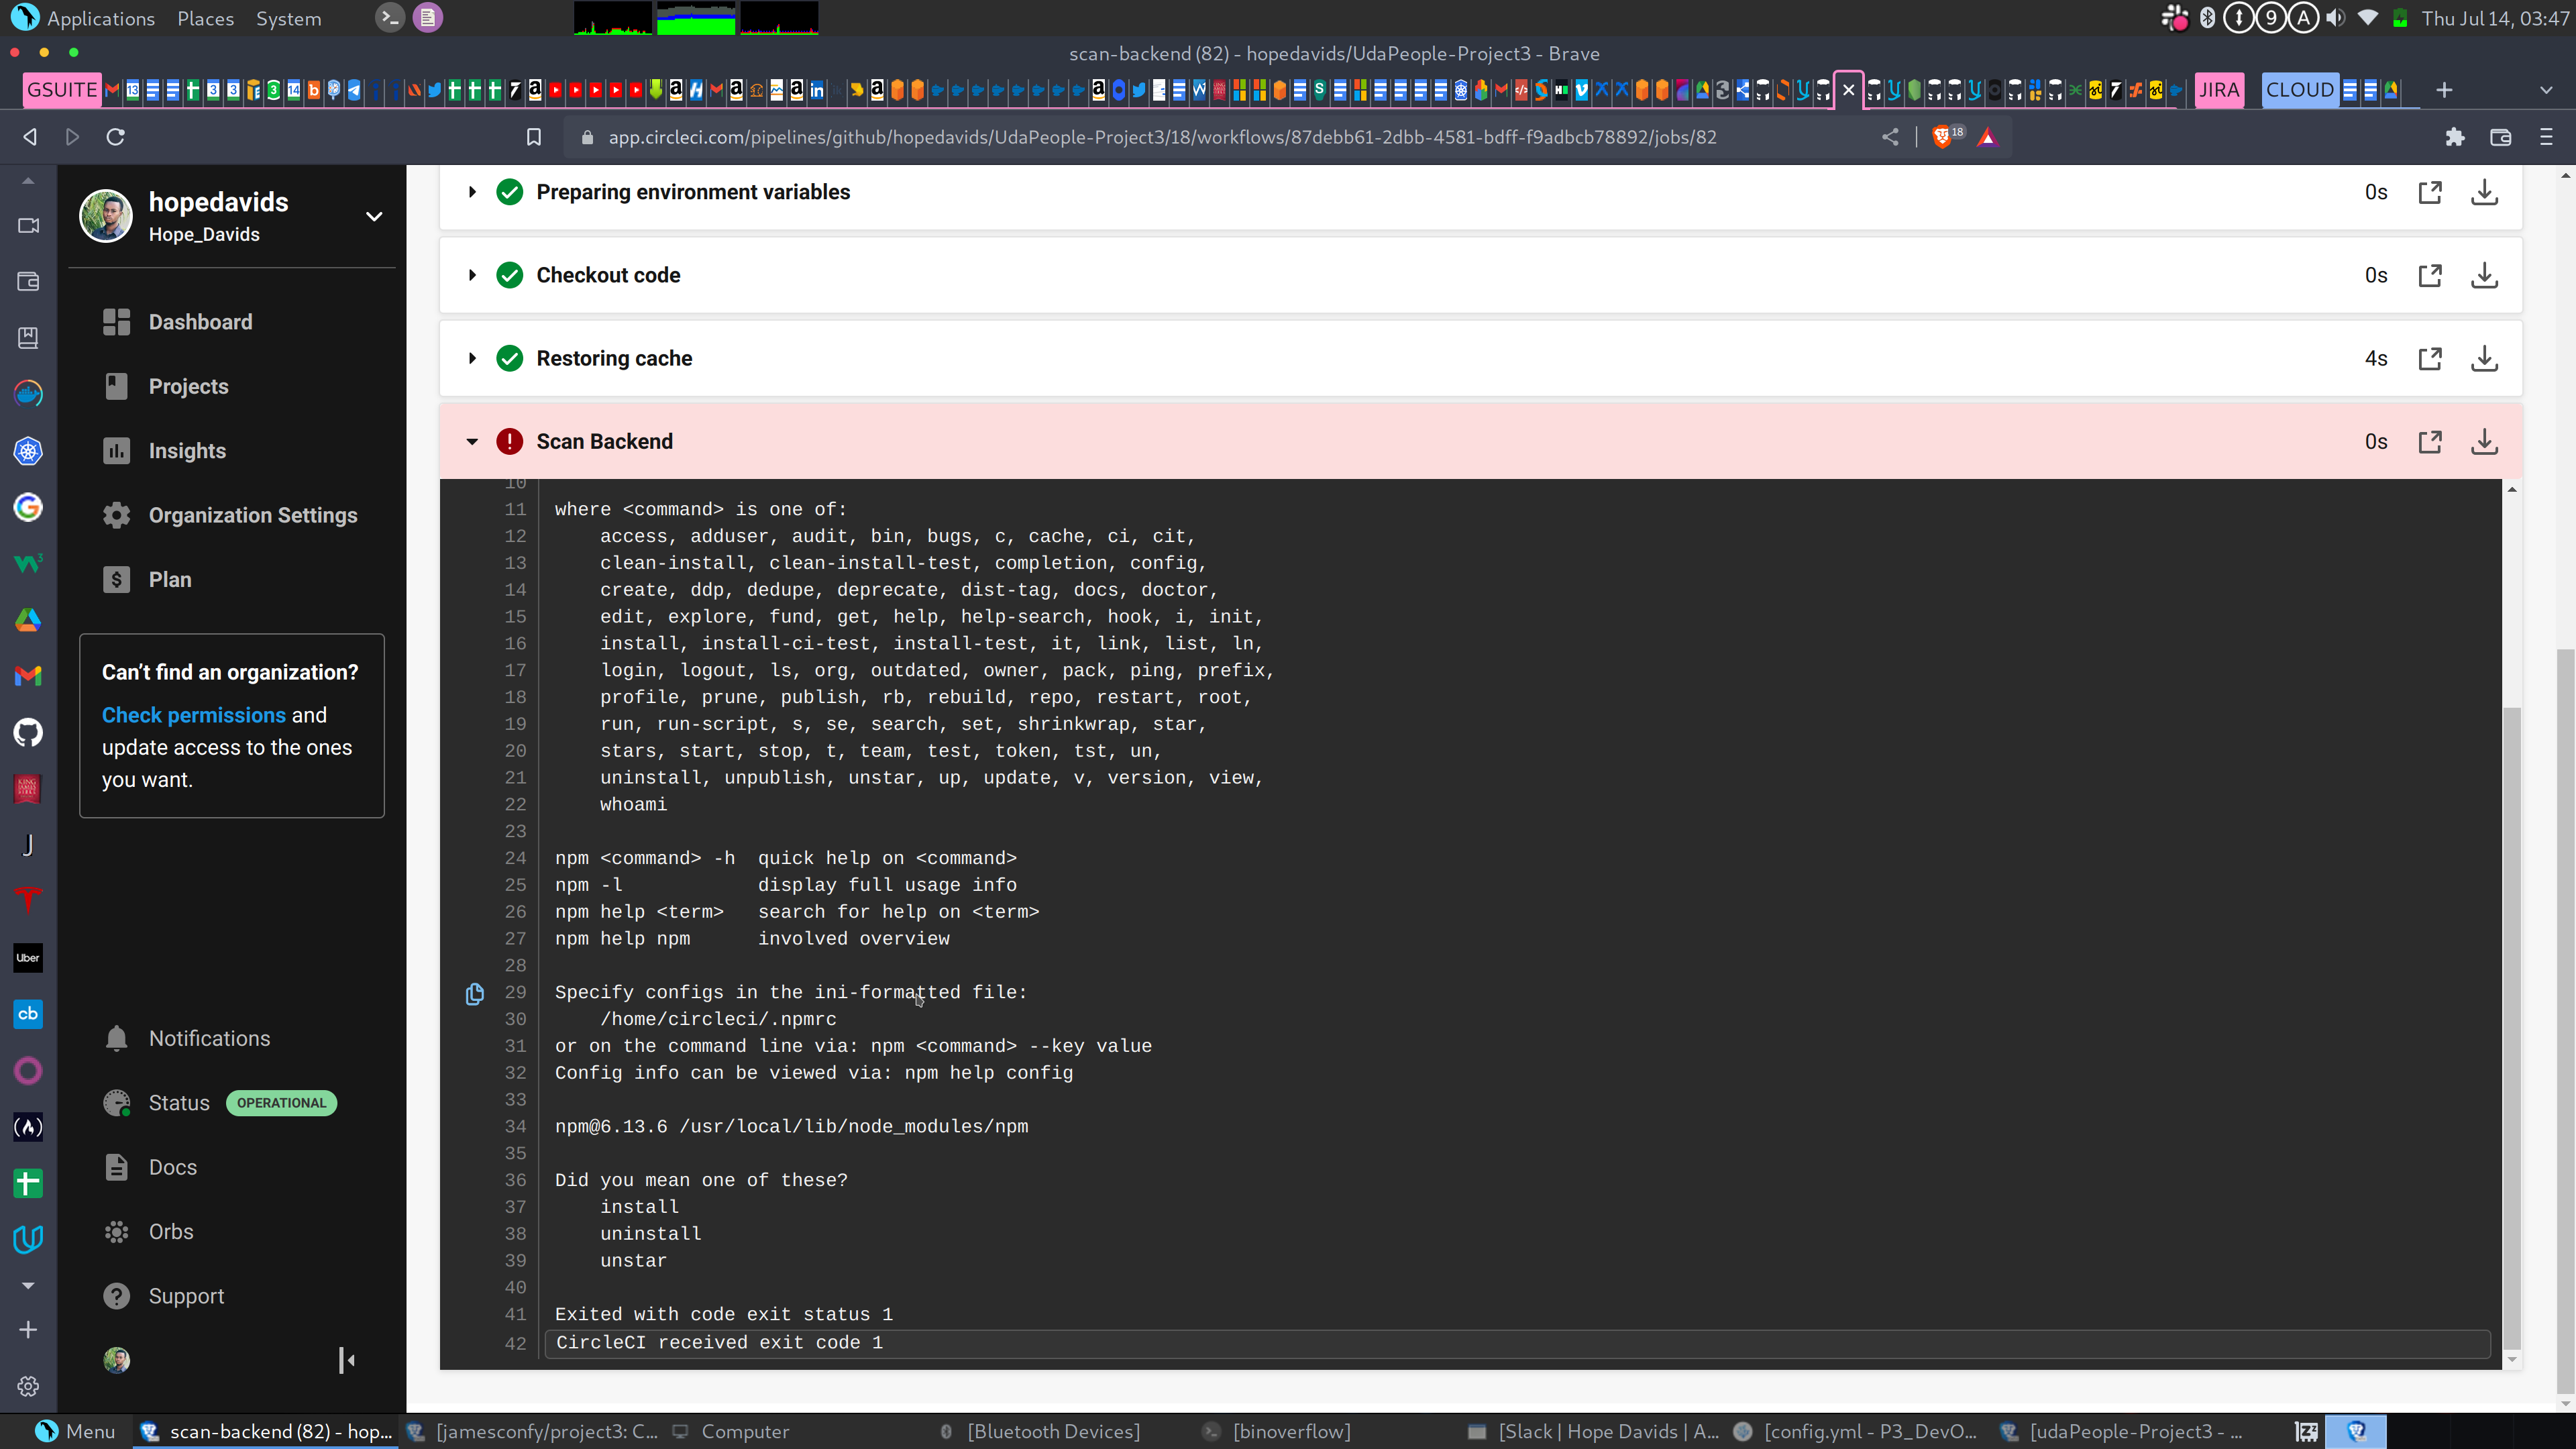 Applications Places System
Thu Jul 14, 03:47
scan-backend (82) - hopedavids/UdaPeople-Project3 - Brave
GSUITE
JIRA
CLOUD
app.circleci.com/pipelines/github/hopedavids/UdaPeople-Project3/18/workflows/87debb61-2dbb-4581-bdff-f9adbcb78892/jobs/82
18
hopedavids
Hope_Davids
Dashboard
Projects
Insights
Organization Settings
Plan
Can't find an organization?
Check permissions and
update access to the ones
you want.
Notifications
Status OPERATIONAL
Docs
Orbs
Support
Uber
cb
Preparing environment variables 0s
Checkout code 0s
Restoring cache 4s
Scan Backend 0s
10
11 where <command> is one of:
12 access, adduser, audit, bin, bugs, c, cache, ci, cit,
13 clean-install, clean-install-test, completion, config,
14 create, ddp, dedupe, deprecate, dist-tag, docs, doctor,
15 edit, explore, fund, get, help, help-search, hook, i, init,
16 install, install-ci-test, install-test, it, link, list, ln,
17 login, logout, ls, org, outdated, owner, pack, ping, prefix,
18 profile, prune, publish, rb, rebuild, repo, restart, root,
19 run, run-script, s, se, search, set, shrinkwrap, star,
20 stars, start, stop, t, team, test, token, tst, un,
21 uninstall, unpublish, unstar, up, update, v, version, view,
22 whoami
23
24 npm <command> -h quick help on <command>
25 npm -l display full usage info
26 npm help <term> search for help on <term>
27 npm help npm involved overview
28
29 Specify configs in the ini-formatted file:
30 /home/circleci/.npmrc
31 or on the command line via: npm <command> --key value
32 Config info can be viewed via: npm help config
33
34 npm@6.13.6 /usr/local/lib/node_modules/npm
35
36 Did you mean one of these?
37 install
38 uninstall
39 unstar
40
41 Exited with code exit status 1
42 CircleCI received exit code 1
Menu
scan-backend (82) - hop...
[jamesconfy/project3: C...
Computer
[Bluetooth Devices]
[binoverflow]
[Slack | Hope Davids | A...
[config.yml - P3_DevO...
[udaPeople-Project3 - ...